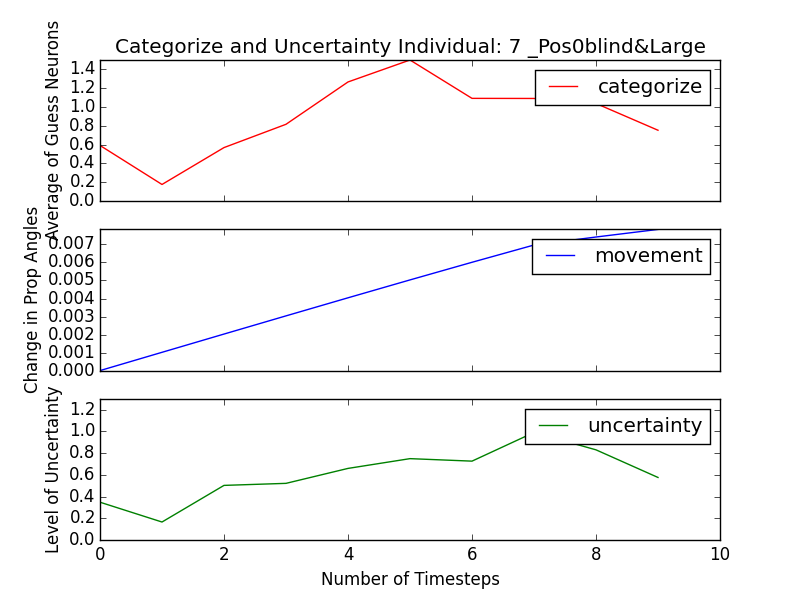 Categorize and Uncertainty Individual: 7 _Pos0blind&Large
Average of Guess Neurons
1.4
1.2
1.0
0.8
0.6
0.4
0.2
0.0
categorize
Change in Prop Angles
0.007
0.006
0.005
0.004
0.003
0.002
0.001
0.000
movement
Level of Uncertainty
1.2
1.0
0.8
0.6
0.4
0.2
0.0
uncertainty
0 2 4 6 8 10
Number of Timesteps